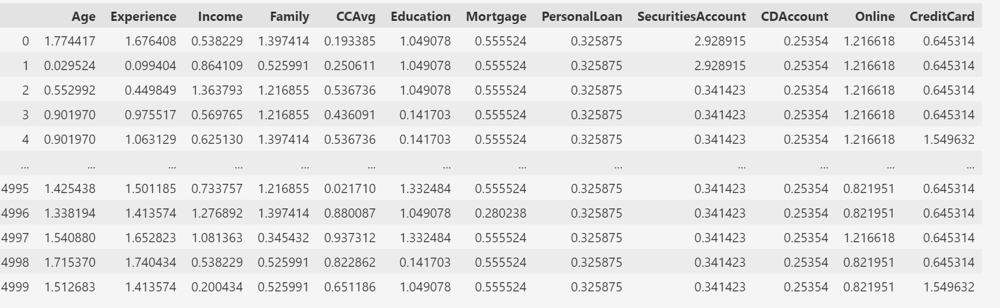 Age Experience Income Family CCAvg Education Mortgage PersonalLoan SecuritiesAccount CDAccount Online CreditCard
0 1.774417 1.676408 0.538229 1.397414 0.193385 1.049078 0.555524 0.325875 2.928915 0.25354 1.216618 0.645314
1 0.029524 0.099404 0.864109 0.525991 0.250611 1.049078 0.555524 0.325875 2.928915 0.25354 1.216618 0.645314
2 0.552992 0.449849 1.363793 1.216855 0.536736 1.049078 0.555524 0.325875 0.341423 0.25354 1.216618 0.645314
3 0.901970 0.975517 0.569765 1.216855 0.436091 0.141703 0.555524 0.325875 0.341423 0.25354 1.216618 0.645314
4 0.901970 1.063129 0.625130 1.397414 0.536736 0.141703 0.555524 0.325875 0.341423 0.25354 1.216618 1.549632
... ... ... ... ... ... ... ... ... ... ... ... ...
4995 1.425438 1.501185 0.733757 1.216855 0.021710 1.332484 0.555524 0.325875 0.341423 0.25354 0.821951 0.645314
4996 1.338194 1.413574 1.276892 1.397414 0.880087 1.049078 0.280238 0.325875 0.341423 0.25354 0.821951 0.645314
4997 1.540880 1.652823 1.081363 0.345432 0.937312 1.332484 0.555524 0.325875 0.341423 0.25354 1.216618 0.645314
4998 1.715370 1.740434 0.538229 0.525991 0.822862 0.141703 0.555524 0.325875 0.341423 0.25354 0.821951 0.645314
4999 1.512683 1.413574 0.200434 0.525991 0.651186 1.049078 0.555524 0.325875 0.341423 0.25354 0.821951 1.549632